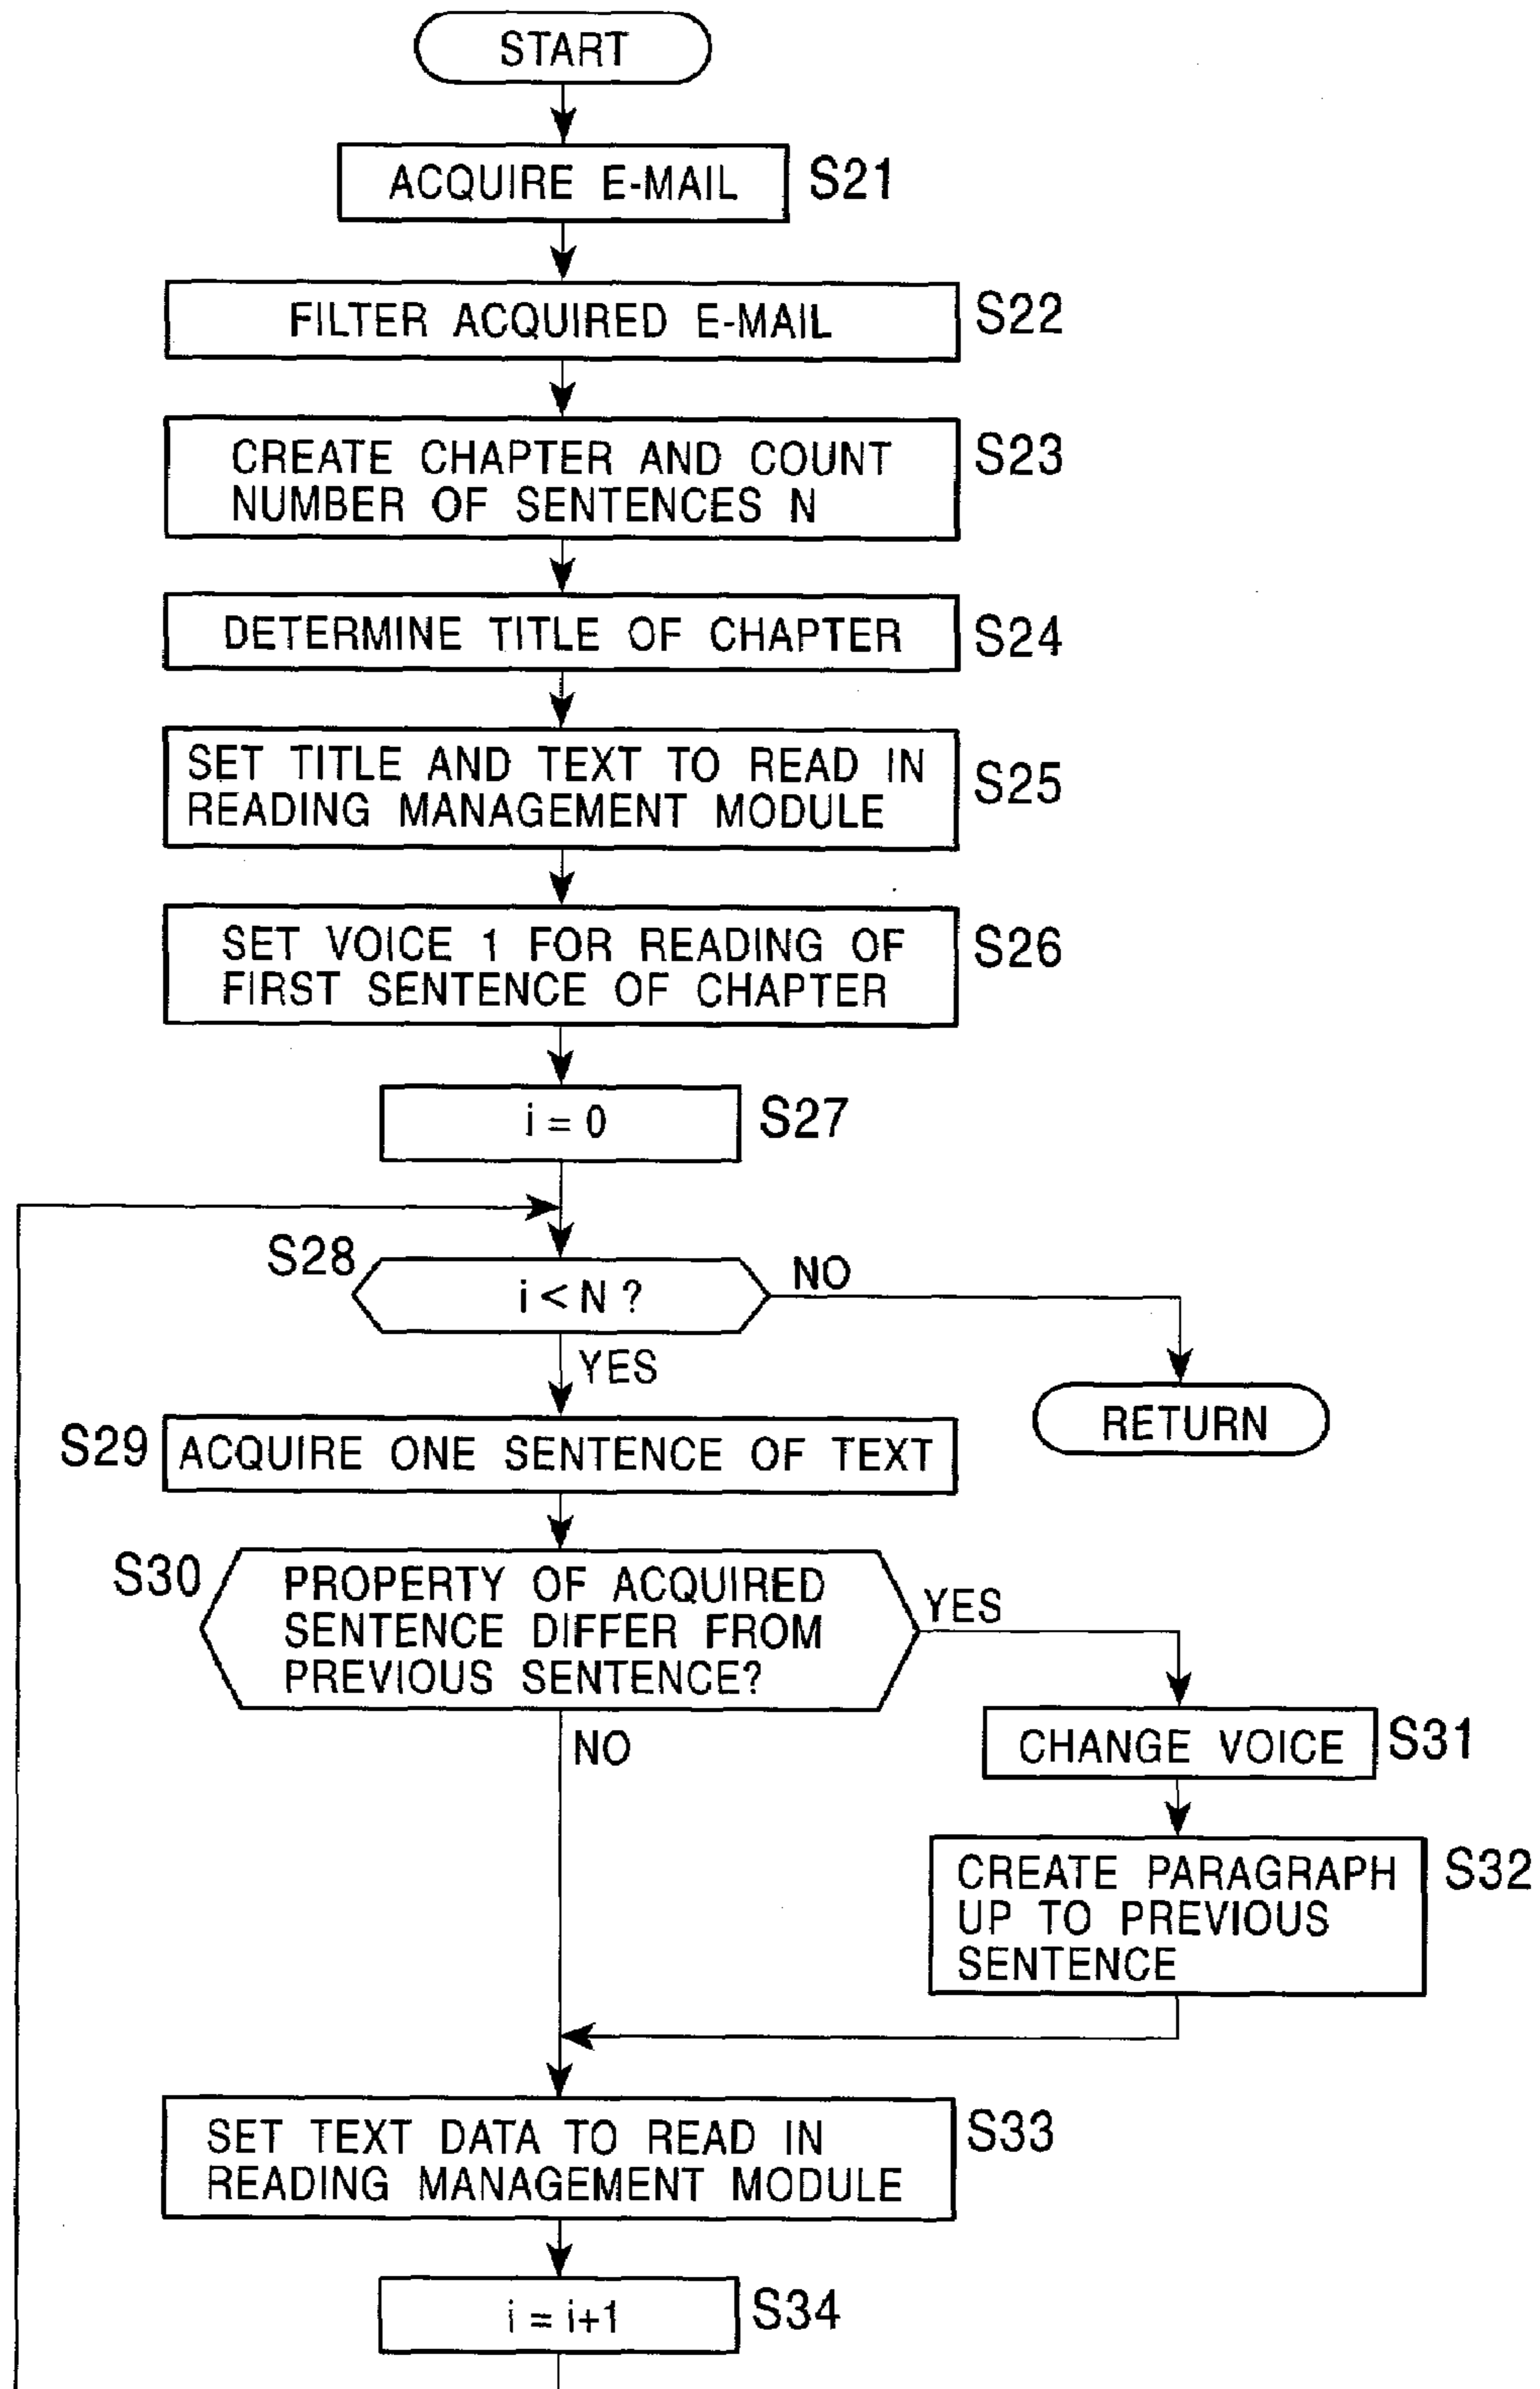 START
ACQUIRE E-MAIL
S21
FILTER ACQUIRED E-MAIL
S22
CREATE CHAPTER AND COUNT
NUMBER OF SENTENCES N
S23
DETERMINE TITLE OF CHAPTER
S24
SET TITLE AND TEXT TO READ IN
READING MANAGEMENT MODULE
S25
SET VOICE 1 FOR READING OF
FIRST SENTENCE OF CHAPTER
S26
i = 0
S27
S28
i < N ?
NO
YES
RETURN
S29
ACQUIRE ONE SENTENCE OF TEXT
S30
PROPERTY OF ACQUIRED
SENTENCE DIFFER FROM
PREVIOUS SENTENCE?
YES
NO
CHANGE VOICE
S31
CREATE PARAGRAPH
UP TO PREVIOUS
SENTENCE
S32
SET TEXT DATA TO READ IN
READING MANAGEMENT MODULE
S33
i = i+1
S34